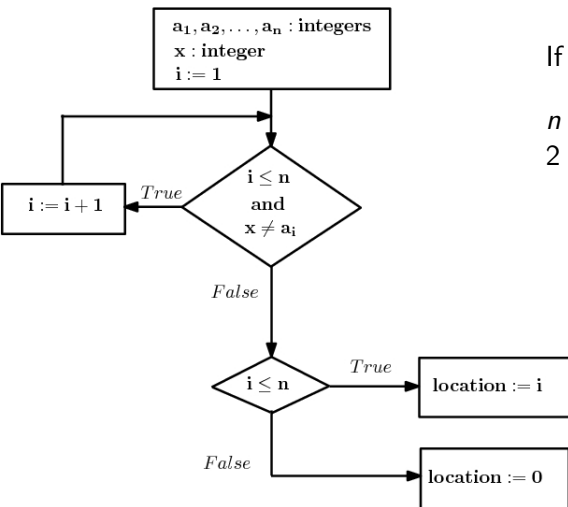 a₁, a₂, ..., aₙ : integers
x : integer
i := 1
If
n
2
i ≤ n
and
x ≠ aᵢ
True
i := i + 1
False
i ≤ n
True
location := i
False
location := 0